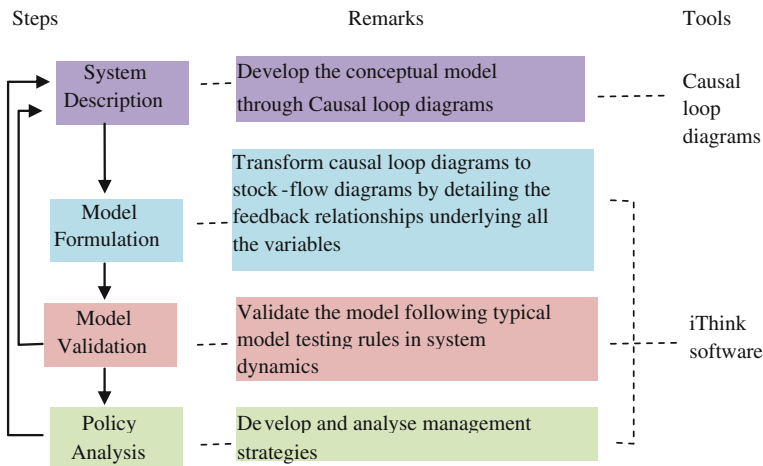 Steps
Remarks
Tools
System
Description
Develop the conceptual model
through Causal loop diagrams
Causal
loop
diagrams
Model
Formulation
Transform causal loop diagrams to
stock-flow diagrams by detailing the
feedback relationships underlying all
the variables
Model
Validation
Validate the model following typical
model testing rules in system
dynamics
iThink
software
Policy
Analysis
Develop and analyse management
strategies